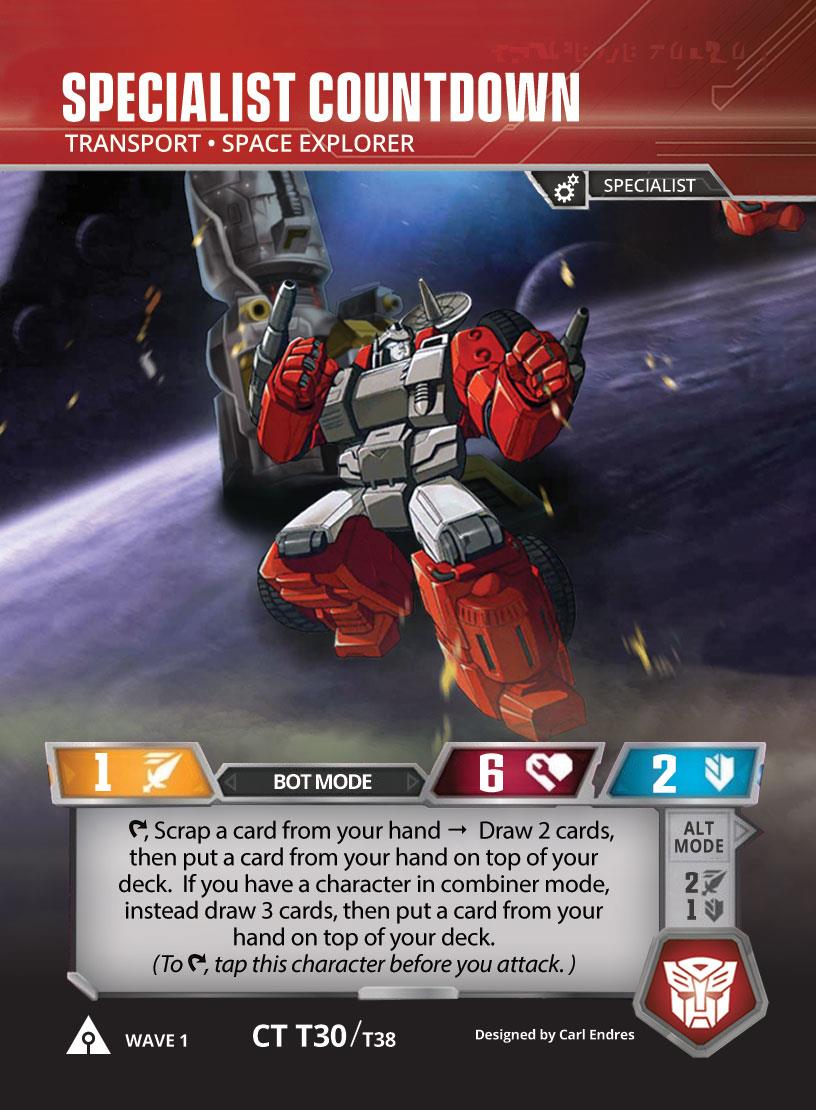 SPECIALIST COUNTDOWN
TRANSPORT • SPACE EXPLORER
SPECIALIST
1
BOT MODE
6
2
, Scrap a card from your hand → Draw 2 cards,
then put a card from your hand on top of your
deck. If you have a character in combiner mode,
instead draw 3 cards, then put a card from your
hand on top of your deck.
(To , tap this character before you attack. )
ALT
MODE
2
1
WAVE 1
CT T30/T38
Designed by Carl Endres